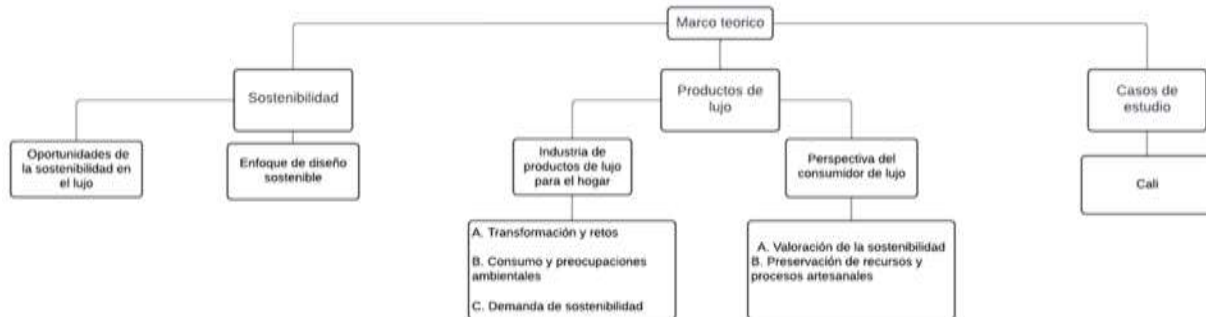 Marco teorico
Sostenibilidad
Productos de
lujo
Casos de
estudio
Oportunidades de
la sostenibilidad en
el lujo
Enfoque de diseño
sostenible
Industria de
productos de lujo
para el hogar
Perspectiva del
consumidor de lujo
Cali
A. Transformación y retos
B. Consumo y preocupaciones
ambientales
C. Demanda de sostenibilidad
A. Valoración de la sostenibilidad
B. Preservación de recursos y
procesos artesanales